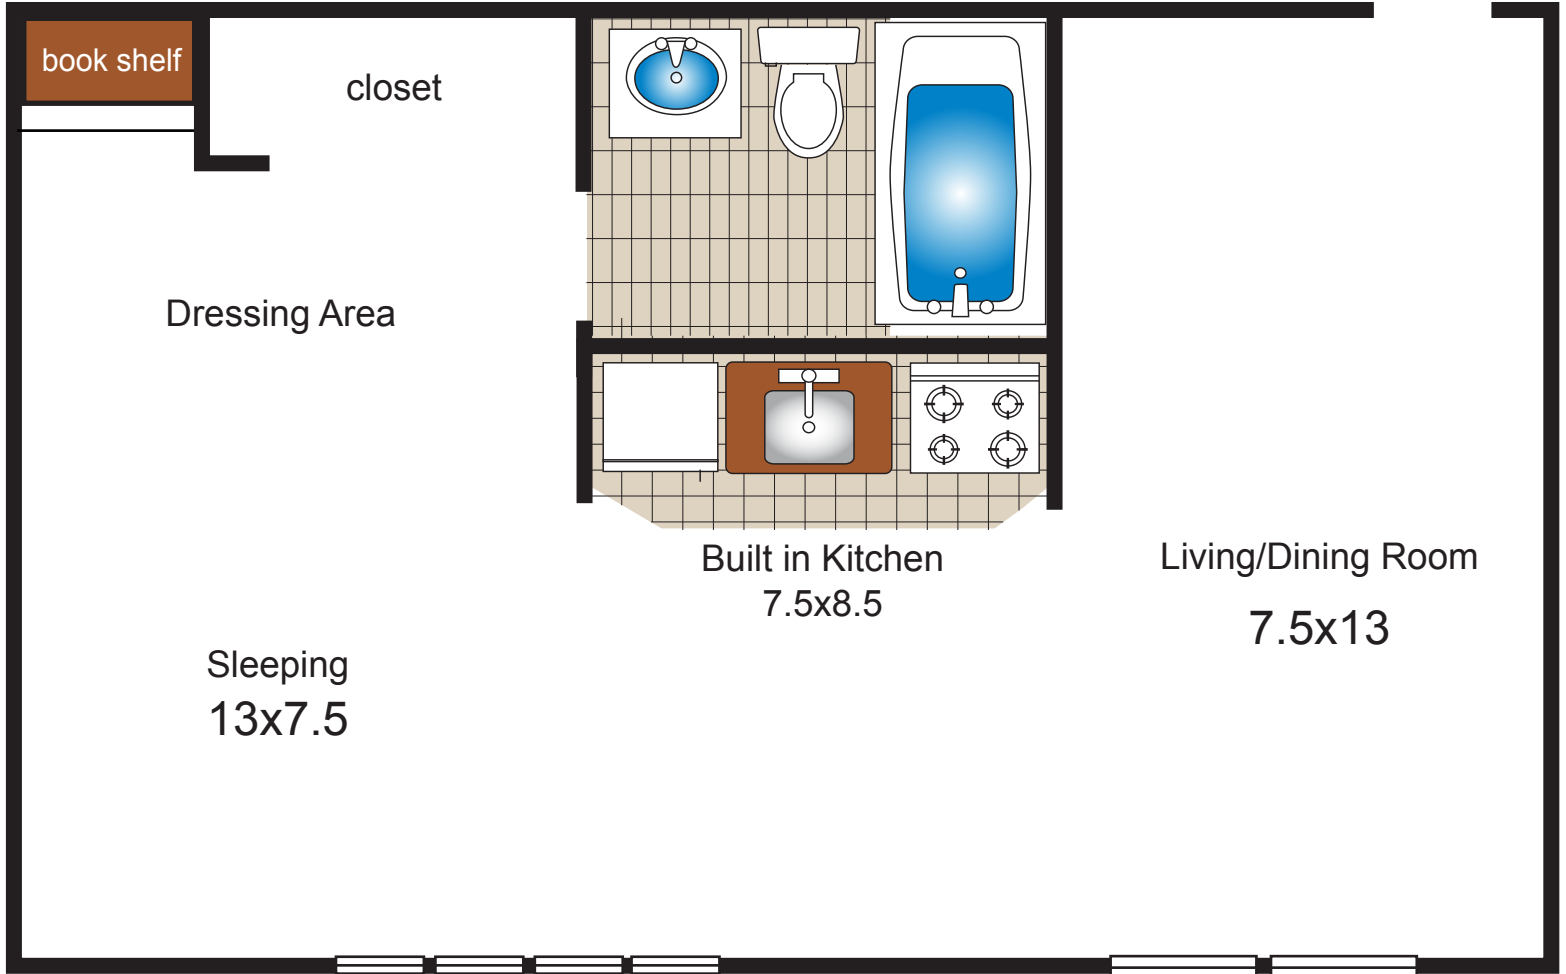 book shelf
closet
Dressing Area
Built in Kitchen
7.5x8.5
Living/Dining Room
7.5x13
Sleeping
13x7.5